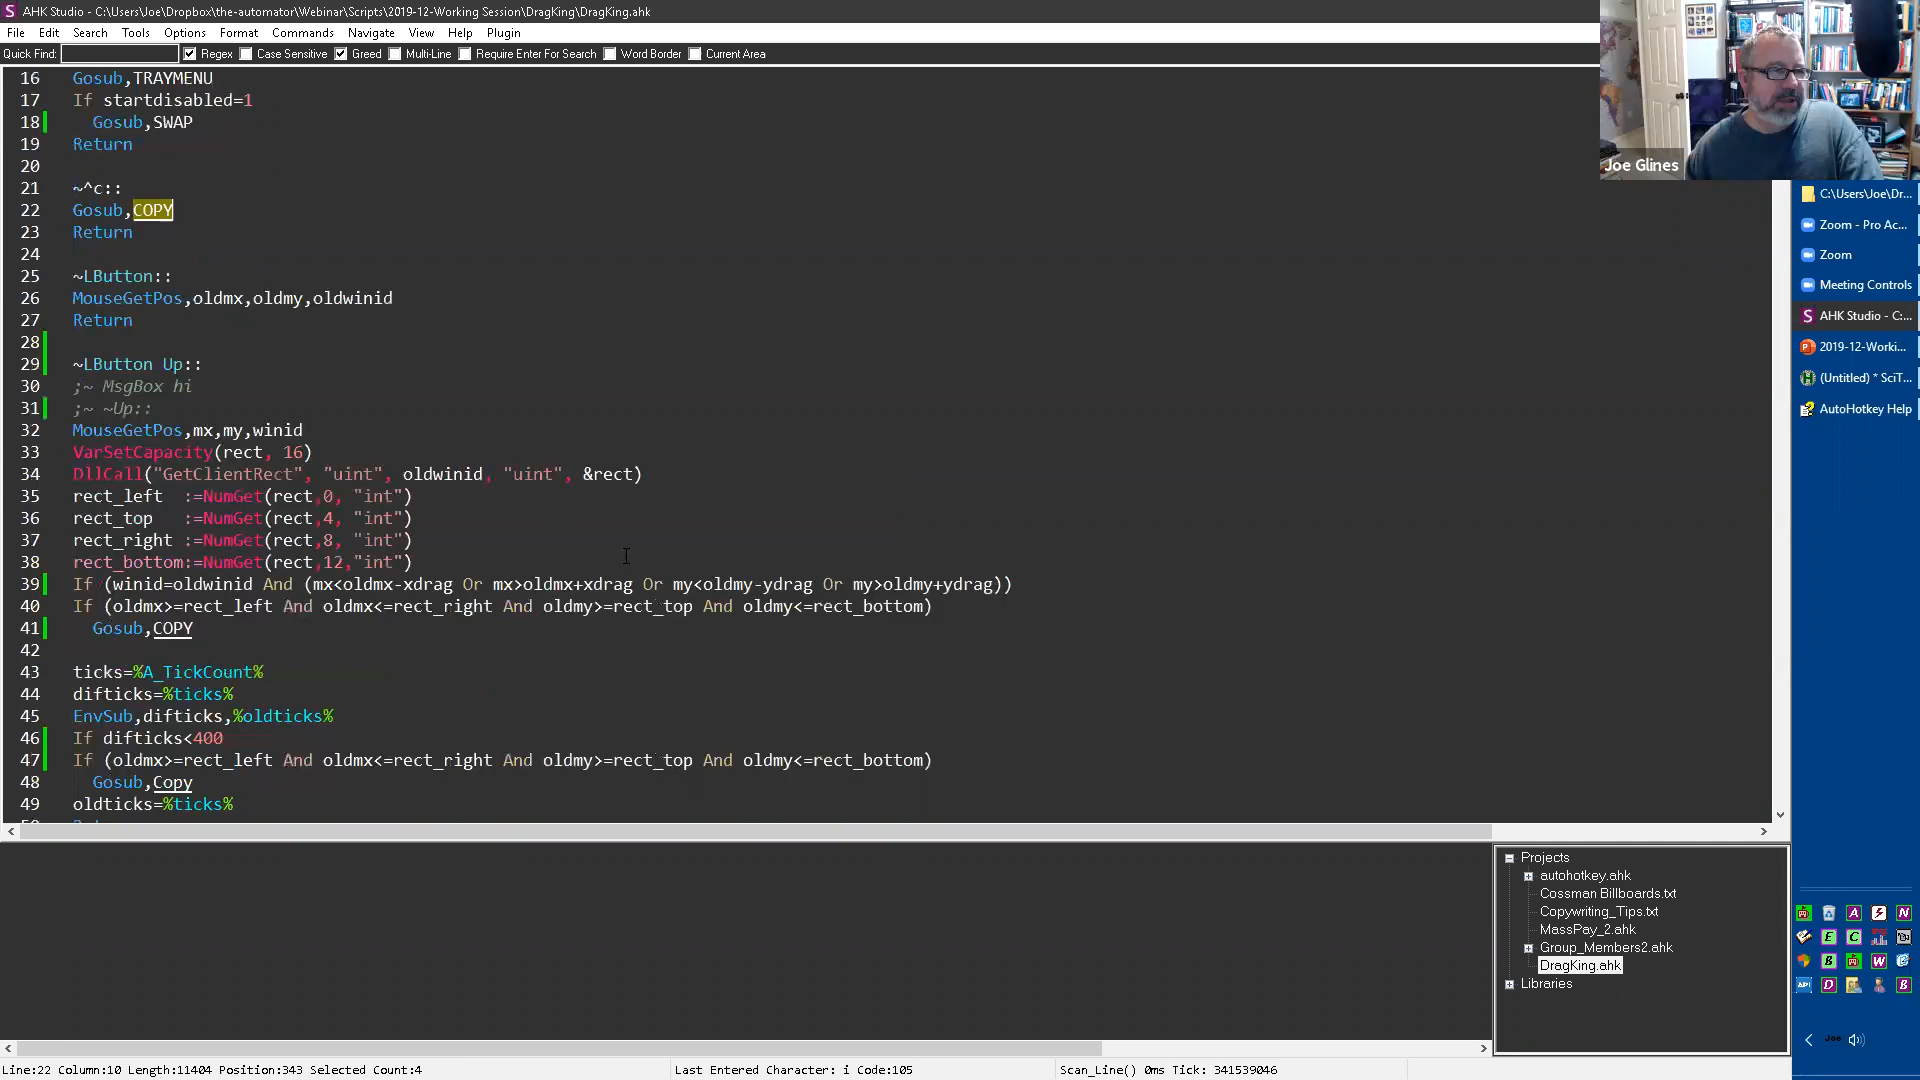 AHK Studio - C:\Users\Joe\Dropbox\the-automator\Webinar\Scripts\2019-12-Working Session\DragKing\DragKing.ahk
File Edit Search Tools Options Format Commands Navigate View Help Plugin
Quick Find: Regex Case Sensitive Greed Multi-Line Require Enter For Search Word Border Current Area
16 Gosub,TRAYMENU
17 If startdisabled=1
18 Gosub,SWAP
19 Return
20
21 ~^c::
22 Gosub,COPY
23 Return
24
25 ~LButton::
26 MouseGetPos,oldmx,oldmy,oldwinid
27 Return
28
29 ~LButton Up::
30 ;~ MsgBox hi
31 ;~ ~Up::
32 MouseGetPos,mx,my,winid
33 VarSetCapacity(rect, 16)
34 DllCall("GetClientRect", "uint", oldwinid, "uint", &rect)
35 rect_left :=NumGet(rect,0, "int")
36 rect_top :=NumGet(rect,4, "int")
37 rect_right :=NumGet(rect,8, "int")
38 rect_bottom:=NumGet(rect,12,"int")
39 If (winid=oldwinid And (mx<oldmx-xdrag Or mx>oldmx+xdrag Or my<oldmy-ydrag Or my>oldmy+ydrag))
40 If (oldmx>=rect_left And oldmx<=rect_right And oldmy>=rect_top And oldmy<=rect_bottom)
41 Gosub,COPY
42
43 ticks=%A_TickCount%
44 difticks=%ticks%
45 EnvSub,difticks,%oldticks%
46 If difticks<400
47 If (oldmx>=rect_left And oldmx<=rect_right And oldmy>=rect_top And oldmy<=rect_bottom)
48 Gosub,Copy
49 oldticks=%ticks%
Joe Glines
C:\Users\Joe\Dr...
Zoom - Pro Ac...
Zoom
Meeting Controls
AHK Studio - C:...
2019-12-Worki...
(Untitled) * SciT...
AutoHotkey Help
Projects
autohotkey.ahk
Cossman Billboards.txt
Copywriting_Tips.txt
MassPay_2.ahk
Group_Members2.ahk
DragKing.ahk
Libraries
A N
E C
B W
API D B
Joe
Line:22 Column:10 Length:11404 Position:343 Selected Count:4 Last Entered Character: i Code:105 Scan_Line() 0ms Tick: 341539046